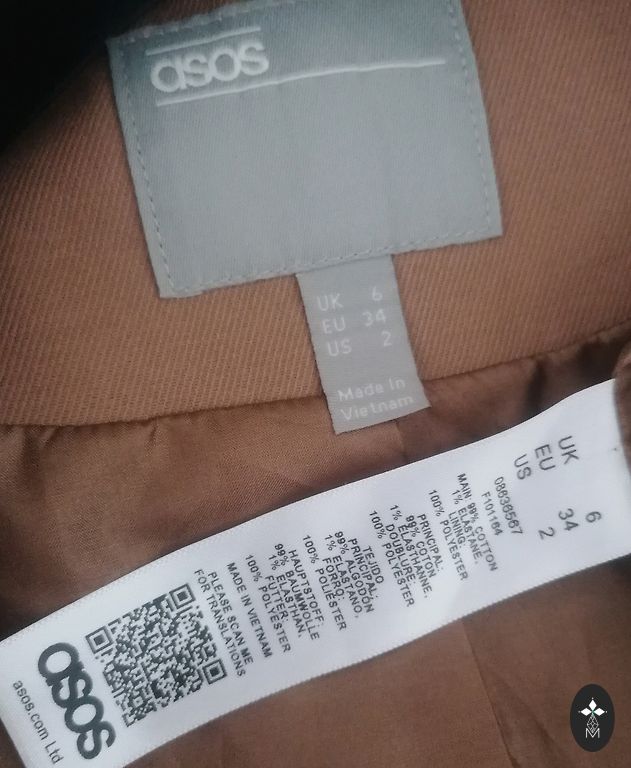 asos
UK 6
EU 34
US 2
Made In
Vietnam
UK 6
EU 34
US 2
08636567
F101164
MAIN: 99% COTTON
1% ELASTANE.
LINING:
100% POLYESTER
PRINCIPAL:
99% COTON
1% ELASTHANNE.
DOUBLURE:
100% POLYESTER
TEJIDO
PRINCIPAL:
99% ALGODÓN
1% ELASTANO.
FORRO:
100% POLIÉSTER
HAUPTSTOFF:
99% BAUMWOLLE
1% ELASTHAN.
FUTTER:
100% POLYESTER
MADE IN VIETNAM
PLEASE SCAN ME
FOR TRANSLATIONS
asos
asos.com Ltd
M